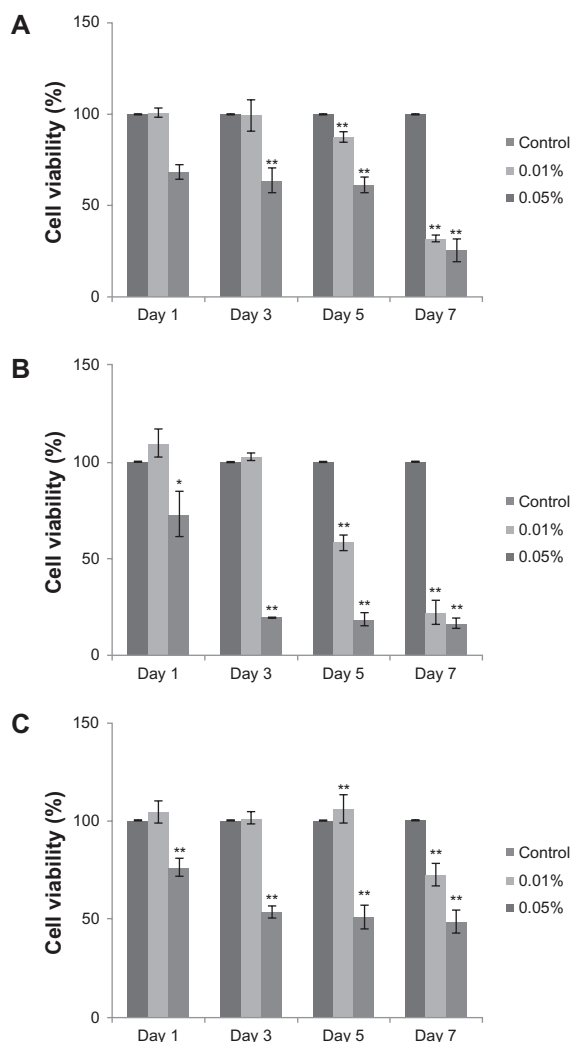 A
Cell viability (%)
150
100
50
0
** ** ** ** **
Day 1 Day 3 Day 5 Day 7
Control
0.01%
0.05%
B
Cell viability (%)
150
100
50
0
* ** ** ** ** **
Day 1 Day 3 Day 5 Day 7
Control
0.01%
0.05%
C
Cell viability (%)
150
100
50
0
** ** ** ** ** **
Day 1 Day 3 Day 5 Day 7
Control
0.01%
0.05%